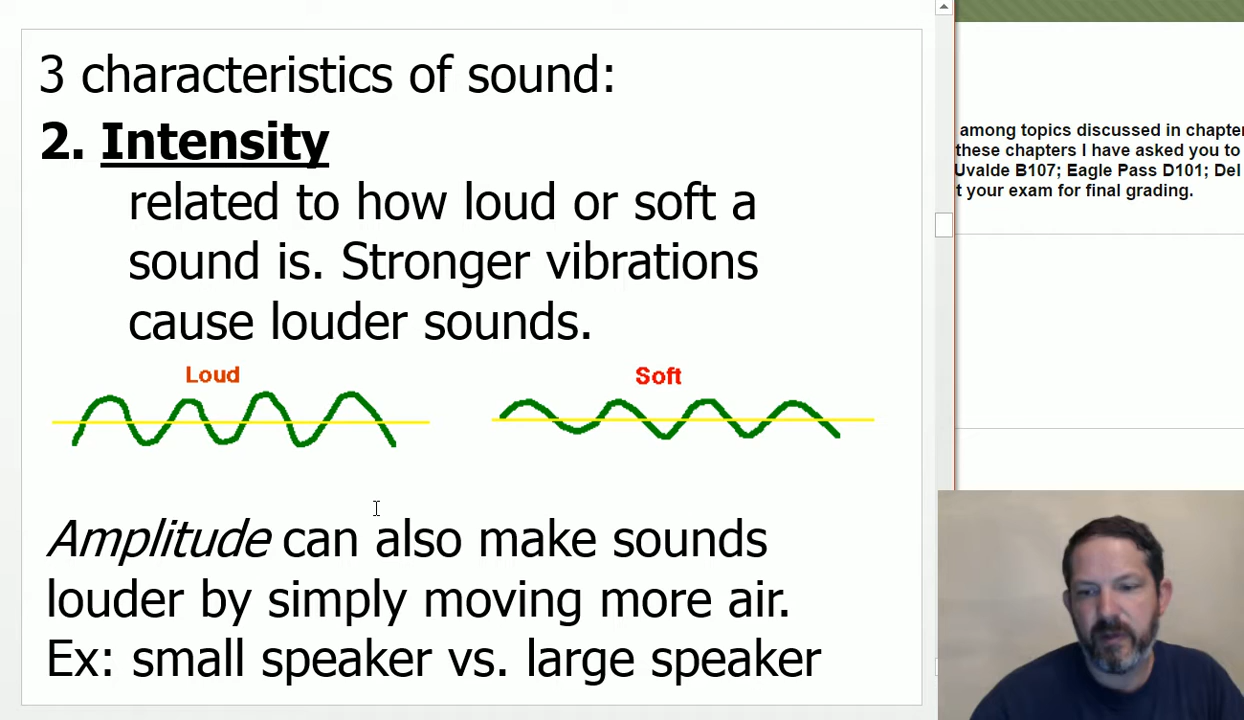 3 characteristics of sound:
2. Intensity
related to how loud or soft a
sound is. Stronger vibrations
cause louder sounds.
Loud
Soft
Amplitude can also make sounds
louder by simply moving more air.
Ex: small speaker vs. large speaker
among topics discussed in chapter
these chapters I have asked you to
Uvalde B107; Eagle Pass D101; Del
t your exam for final grading.